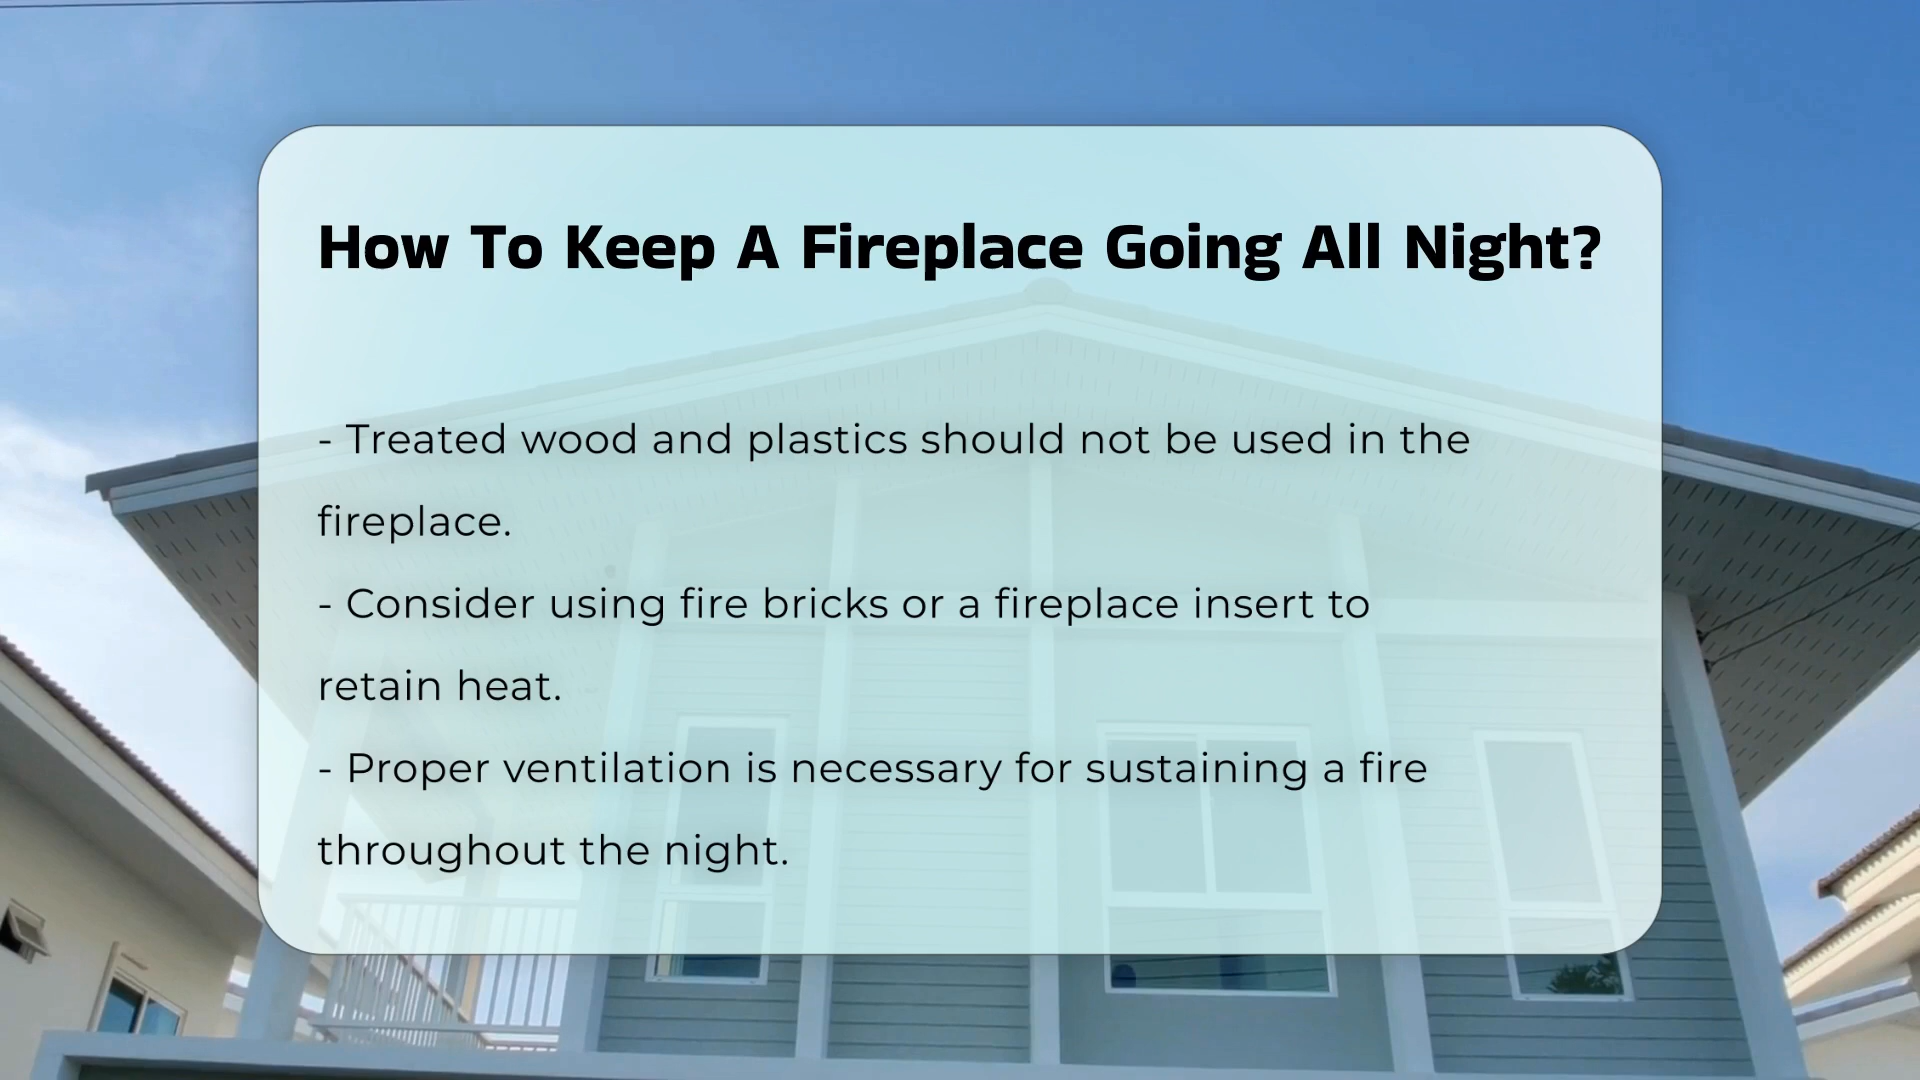 How To Keep A Fireplace Going All Night?
- Treated wood and plastics should not be used in the
fireplace.
- Consider using fire bricks or a fireplace insert to
retain heat.
- Proper ventilation is necessary for sustaining a fire
throughout the night.